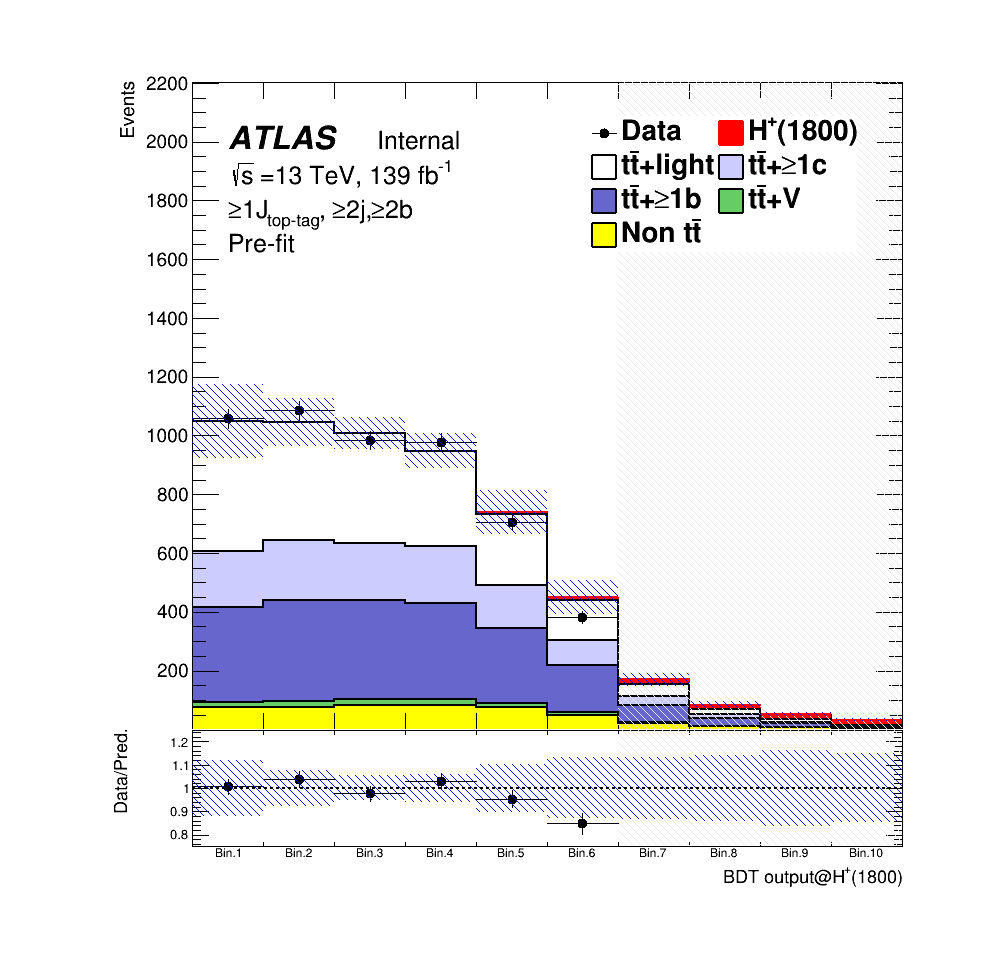 Events
2200
2000
1800
1600
1400
1200
1000
800
600
400
200
ATLAS Internal
√s =13 TeV, 139 fb⁻¹
≥1J_top-tag, ≥2j,≥2b
Pre-fit
Data
H⁺(1800)
tt̄+light
tt̄+≥1c
tt̄+≥1b
tt̄+V
Non tt̄
Data/Pred.
1.2
1.1
1
0.9
0.8
Bin.1 Bin.2 Bin.3 Bin.4 Bin.5 Bin.6 Bin.7 Bin.8 Bin.9 Bin.10
BDT output@H⁺(1800)